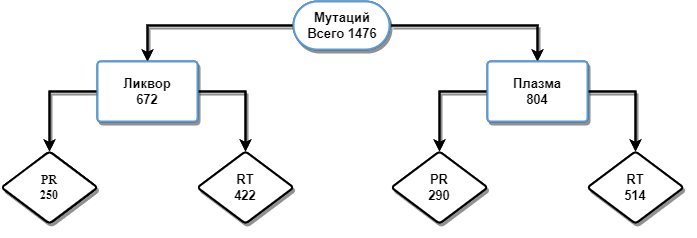 Мутаций
Всего 1476
Ликвор
672
Плазма
804
PR
250
RT
422
PR
290
RT
514